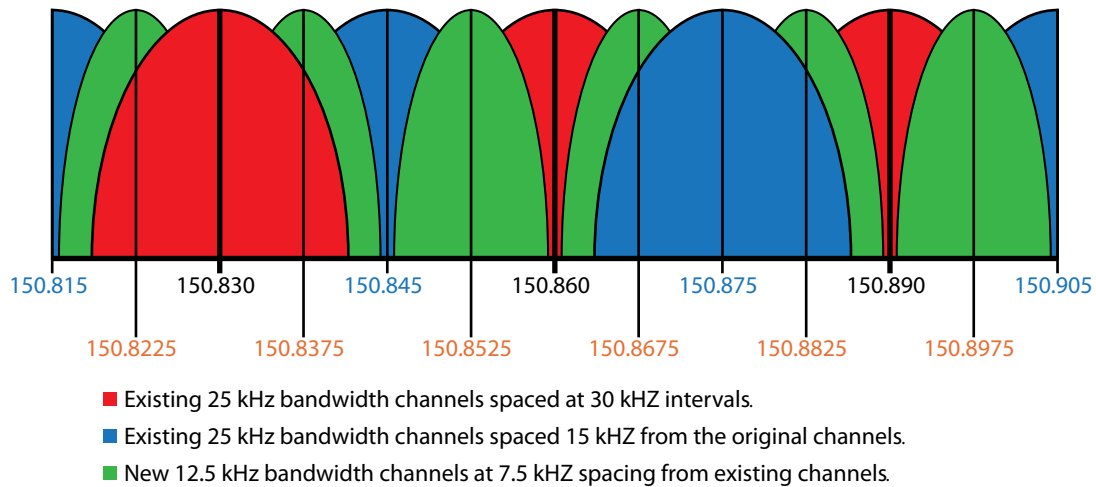 150.815 150.830 150.845 150.860 150.875 150.890 150.905
150.8225 150.8375 150.8525 150.8675 150.8825 150.8975
Existing 25 kHz bandwidth channels spaced at 30 kHZ intervals.
Existing 25 kHz bandwidth channels spaced 15 kHZ from the original channels.
New 12.5 kHz bandwidth channels at 7.5 kHZ spacing from existing channels.